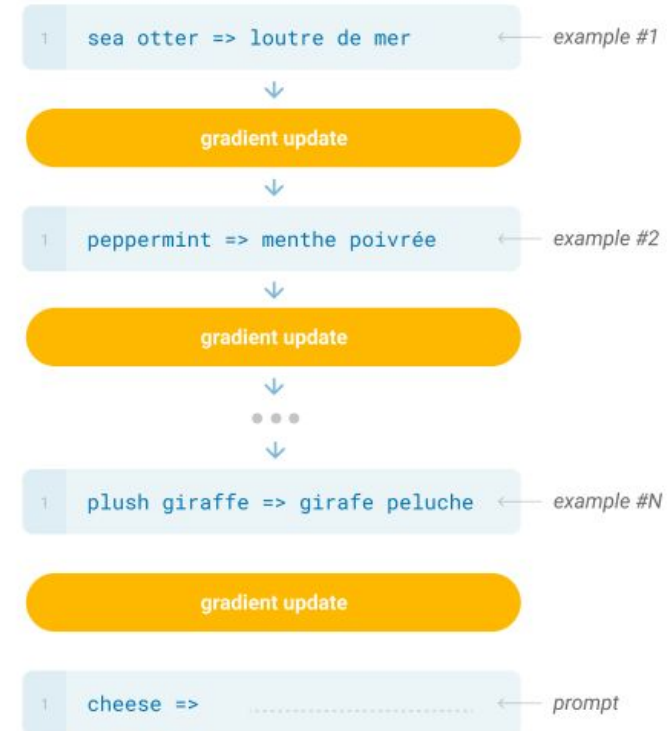 1 sea otter => loutre de mer example #1
gradient update
1 peppermint => menthe poivrée example #2
gradient update
1 plush giraffe => girafe peluche example #N
gradient update
1 cheese => prompt